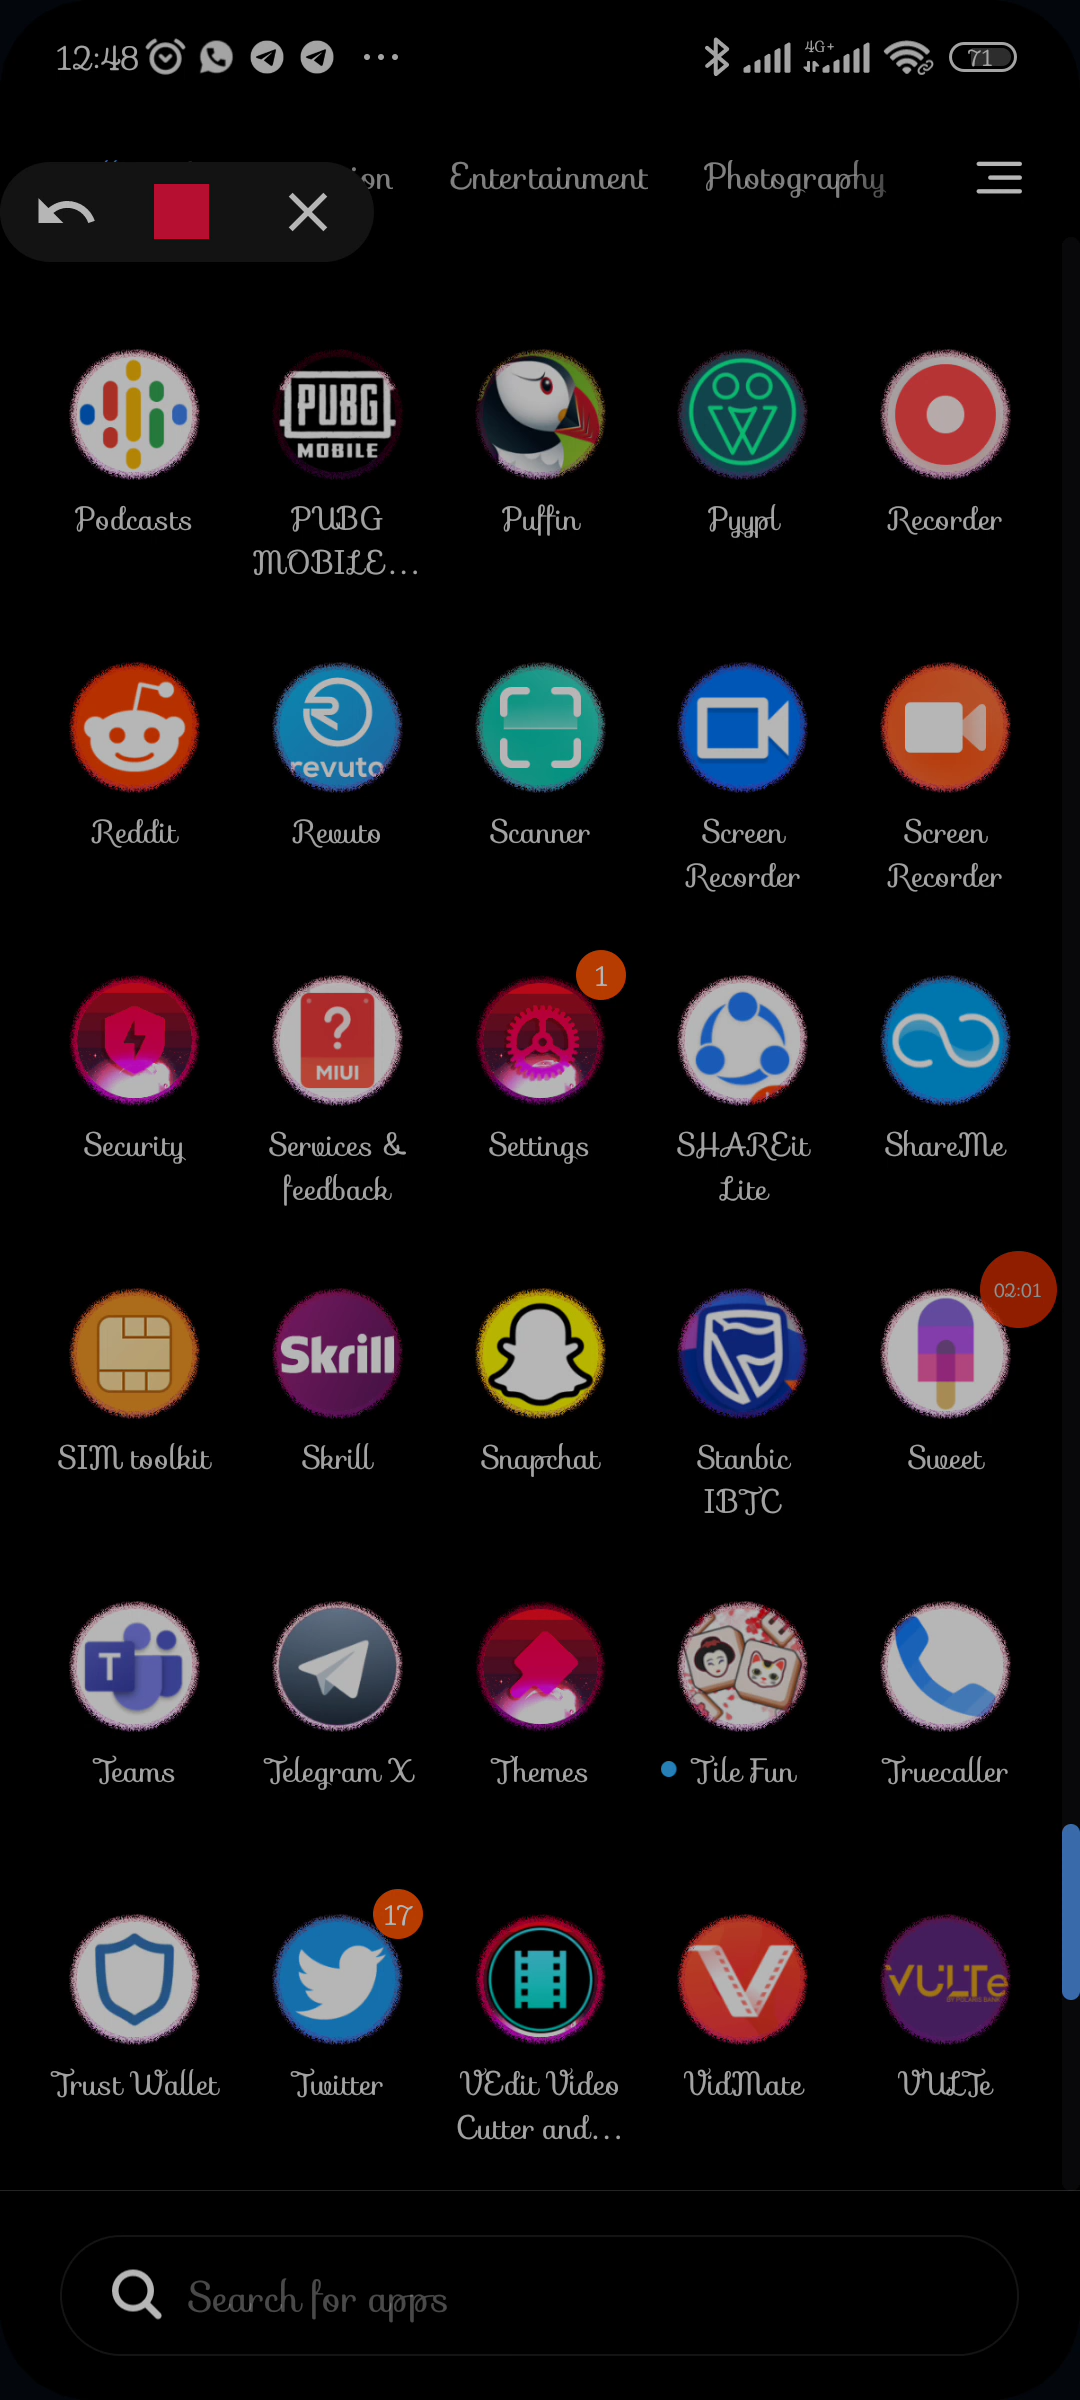 12:48 4G+ 71
ion Entertainment Photography
PUBG
MOBILE
Podcasts PUBG MOBILE... Puffin Pyypl Recorder
revuto
Reddit Revuto Scanner Screen Recorder Screen Recorder
1
?
MIUI
Security Services & feedback Settings SHAREit Lite ShareMe
02:01
Skrill
SIM toolkit Skrill Snapchat Stanbic IBTC Sweet
T
Teams Telegram X Themes Tile Fun Truecaller
17
VULTe
Trust Wallet Twitter VEdit Video Cutter and... VidMate VULTe
Search for apps